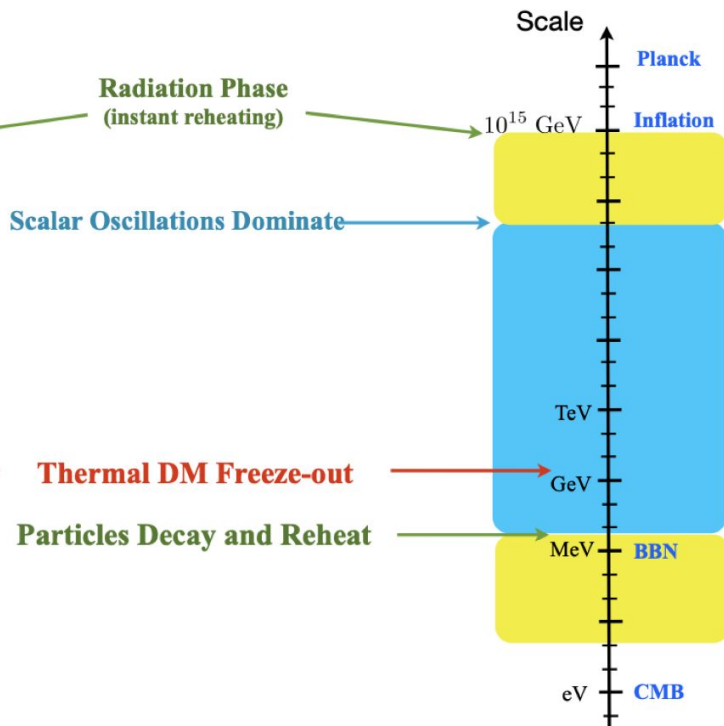 Scale
Planck
Radiation Phase
(instant reheating)
10^15 GeV
Inflation
Scalar Oscillations Dominate
TeV
Thermal DM Freeze-out
GeV
Particles Decay and Reheat
MeV
BBN
eV
CMB